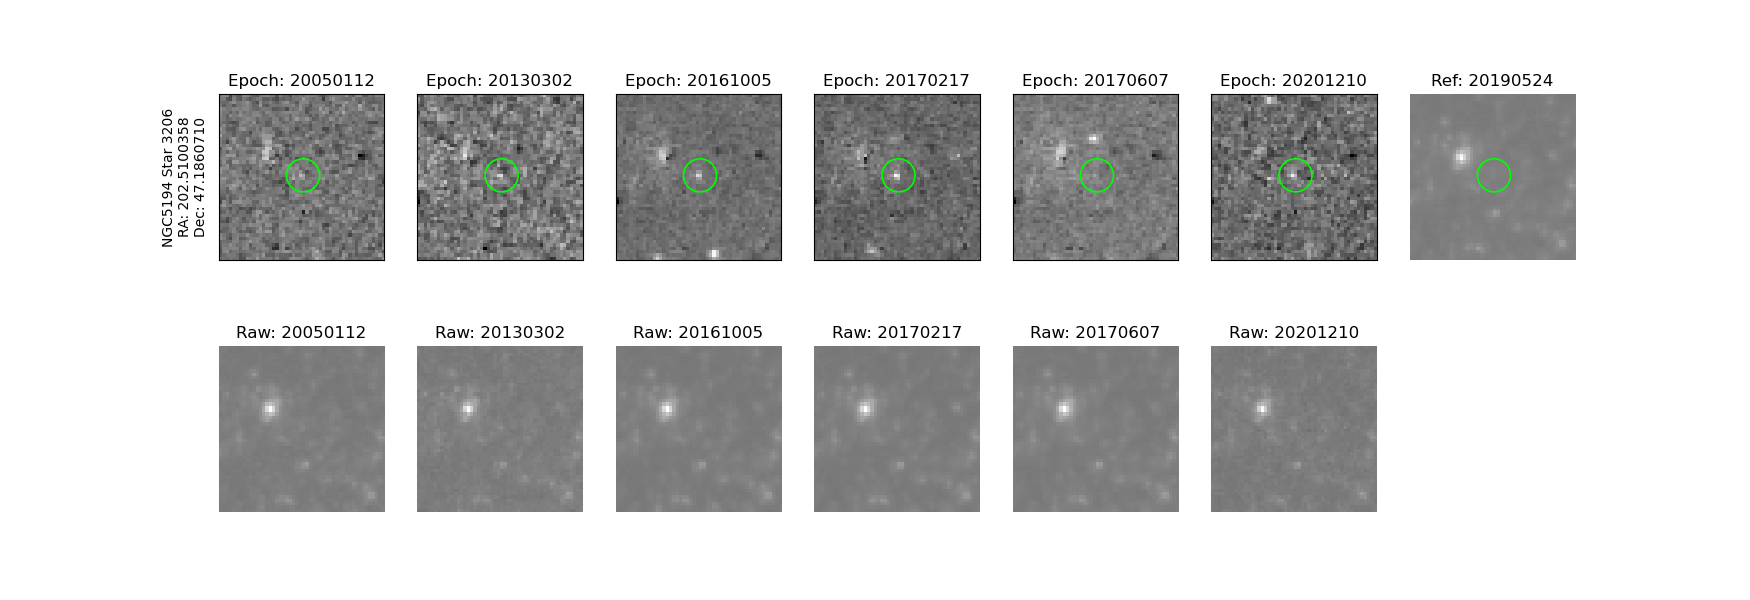 NGC5194 Star 3206
RA: 202.5100358
Dec: 47.1860710
Epoch: 20050112
Epoch: 20130302
Epoch: 20161005
Epoch: 20170217
Epoch: 20170607
Epoch: 20201210
Ref: 20190524
Raw: 20050112
Raw: 20130302
Raw: 20161005
Raw: 20170217
Raw: 20170607
Raw: 20201210